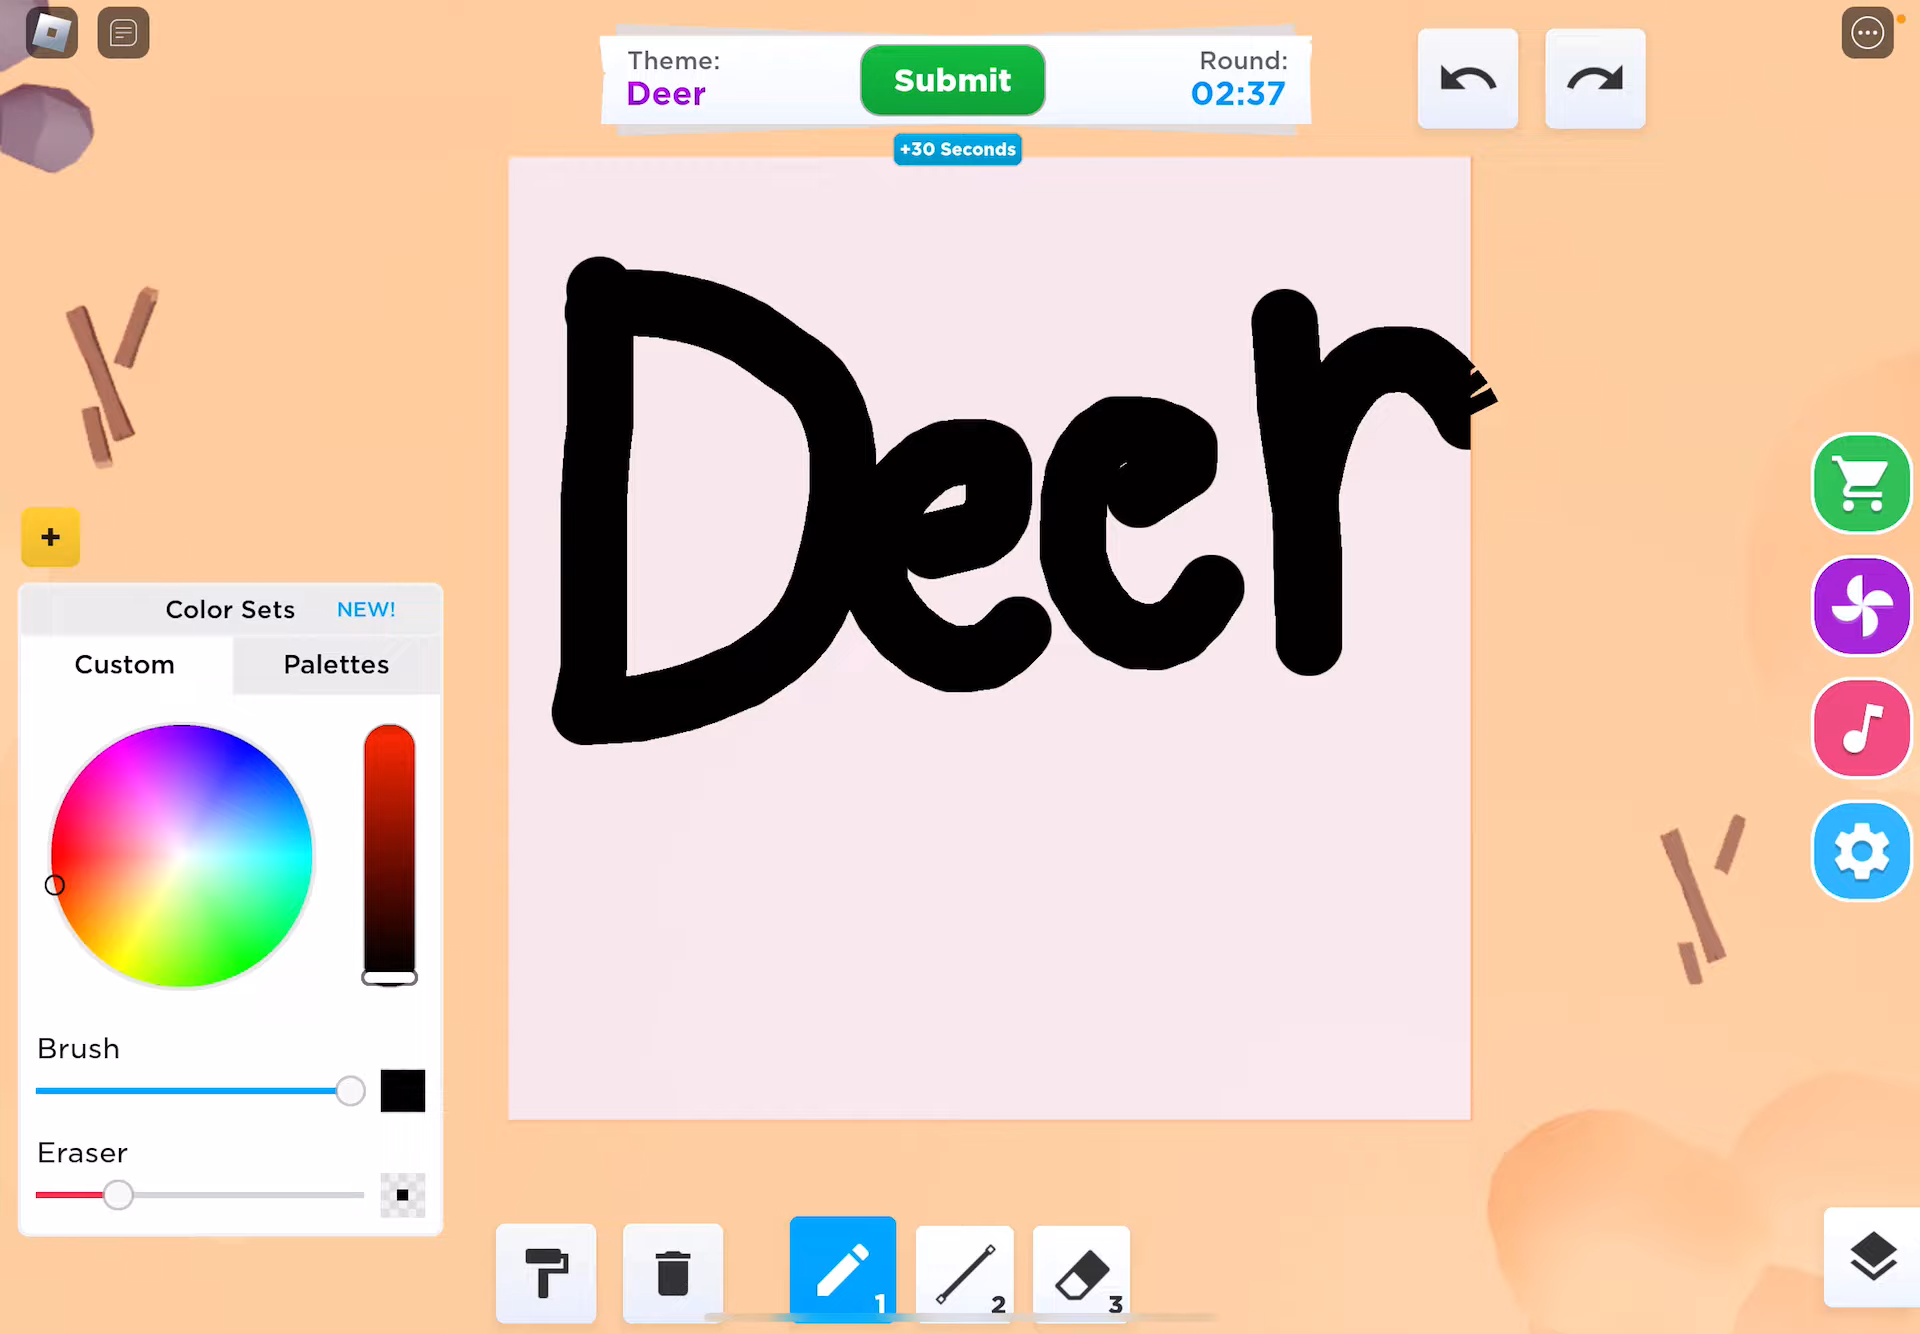 Theme:
Deer
Submit
Round:
02:37
+30 Seconds
Deer
+
Color Sets NEW!
Custom Palettes
Brush
Eraser
1 2 3